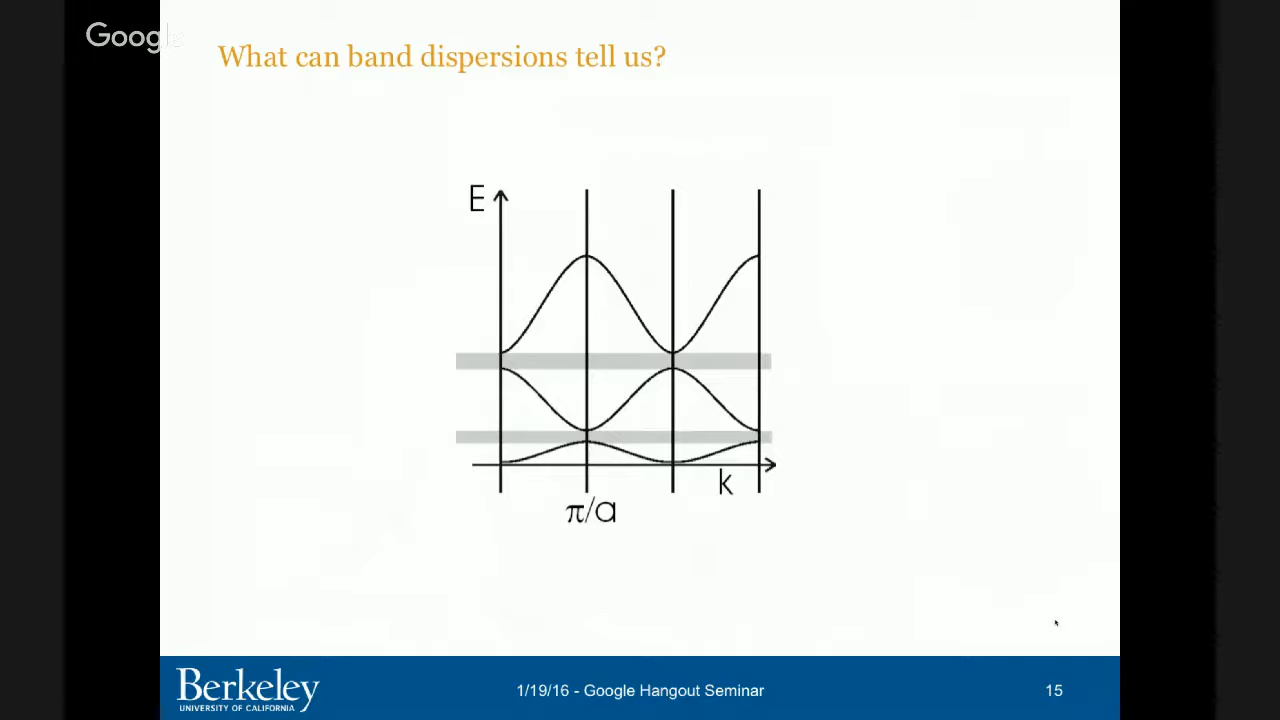 Google
What can band dispersions tell us?
E
k
π/a
Berkeley
UNIVERSITY OF CALIFORNIA
1/19/16 - Google Hangout Seminar
15